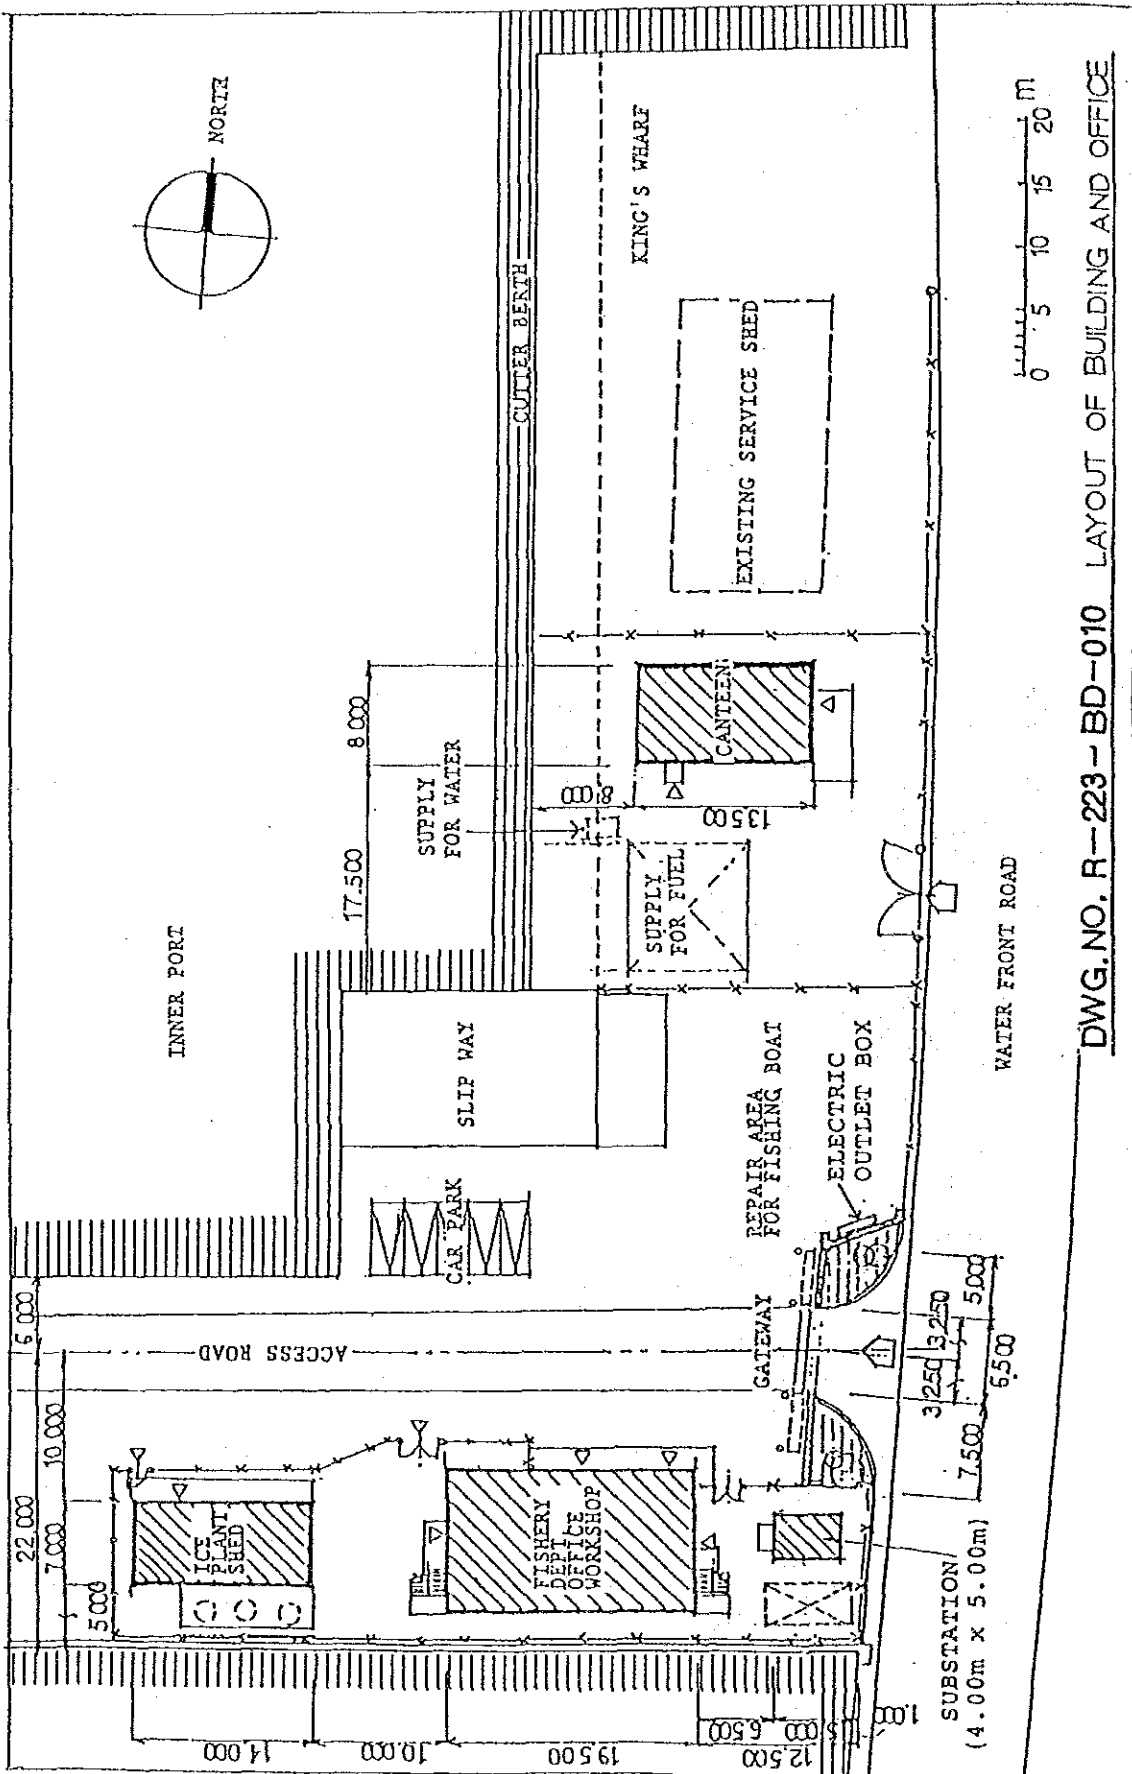 NORTH
INNER PORT
CUTTER BERTH
KING'S WHARF
EXISTING SERVICE SHED
CANTEEN
8.000
17.500
SUPPLY
FOR WATER
8.000
13.500
SUPPLY
FOR FUEL
SLIP WAY
CAR PARK
REPAIR AREA
FOR FISHING BOAT
ELECTRIC
OUTLET BOX
GATEWAY
ACCESS ROAD
22.000
10.000
7.000
5.000
ICE
PLANT
SHED
FISHERY
DEPT
OFFICE
WORKSHOP
14.000
10.000
19.500
6.500
12.500
1.000
3.250
3.250
5.000
6.500
7.500
SUBSTATION
(4.00m x 5.00m)
WATER FRONT ROAD
0 5 10 15 20 m
DWG.NO. R-223-BD-010 LAYOUT OF BUILDING AND OFFICE